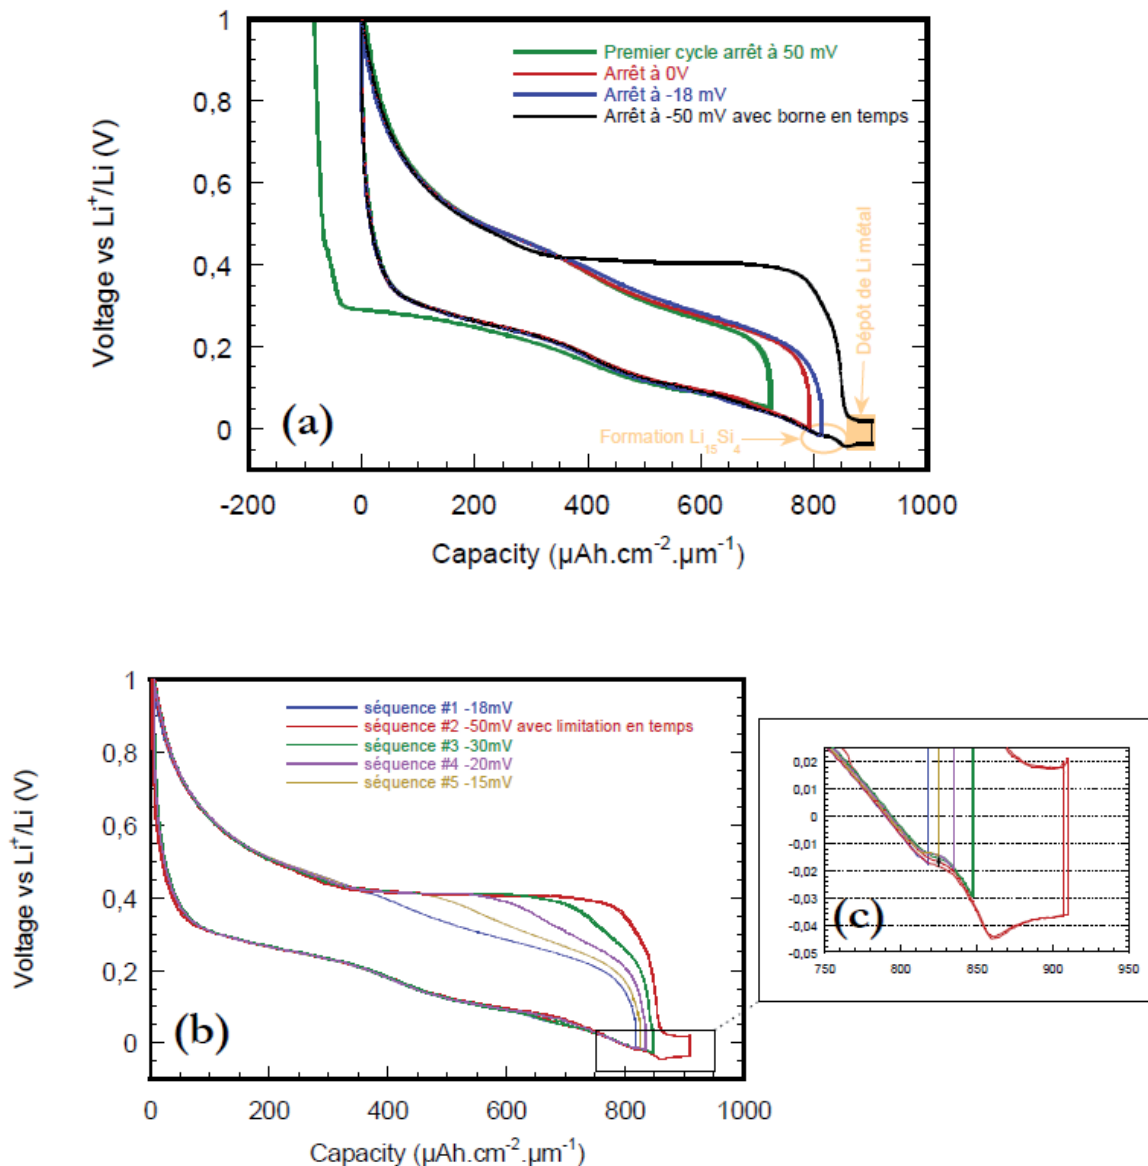 Premier cycle arrêt à 50 mV
Arrêt à 0V
Arrêt à -18 mV
Arrêt à -50 mV avec borne en temps
1
0,8
0,6
0,4
0,2
0
Voltage vs Li⁺/Li (V)
Dépôt de Li métal
Formation Li₁₅Si₄
(a)
-200 0 200 400 600 800 1000
Capacity (µAh.cm⁻².µm⁻¹)
séquence #1 -18mV
séquence #2 -50mV avec limitation en temps
séquence #3 -30mV
séquence #4 -20mV
séquence #5 -15mV
1
0,8
0,6
0,4
0,2
0
Voltage vs Li⁺/Li (V)
(b)
0 200 400 600 800 1000
Capacity (µAh.cm⁻².µm⁻¹)
0,02
0,01
0
-0,01
-0,02
-0,03
-0,04
-0,05
(c)
750 800 850 900 950